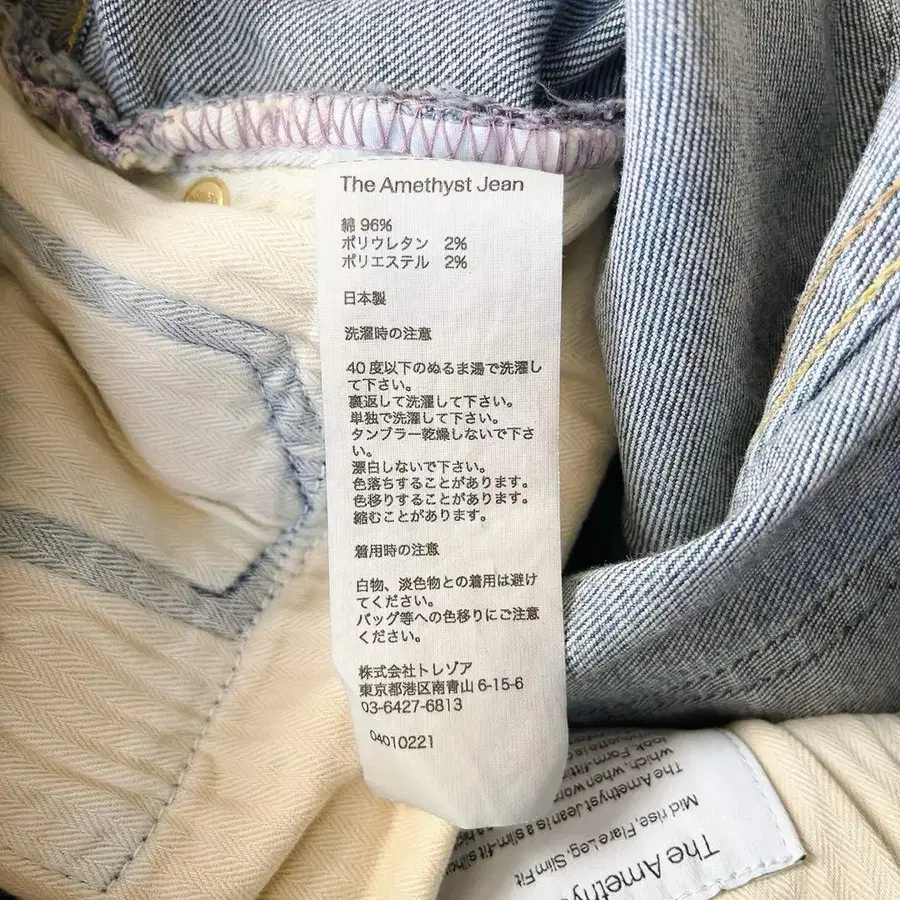 The Amethyst Jean
綿 96%
ポリウレタン 2%
ポリエステル 2%
日本製
洗濯時の注意
40 度以下のぬるま湯で洗濯し
て下さい。
裏返して洗濯して下さい。
単独で洗濯して下さい。
タンブラー乾燥しないで下さ
い。
漂白しないで下さい。
色落ちすることがあります。
色移りすることがあります。
縮むことがあります。
着用時の注意
白物、淡色物との着用は避け
てください。
バッグ等への色移りにご注意
ください。
株式会社トレゾア
東京都港区南青山 6-15-6
03-6427-6813
04010221
The Amethys
Mid rise. Flare Leg. Slim Fit
The Amethyst Jean is a slim-fit silho
which, when worn
look. Form-fit